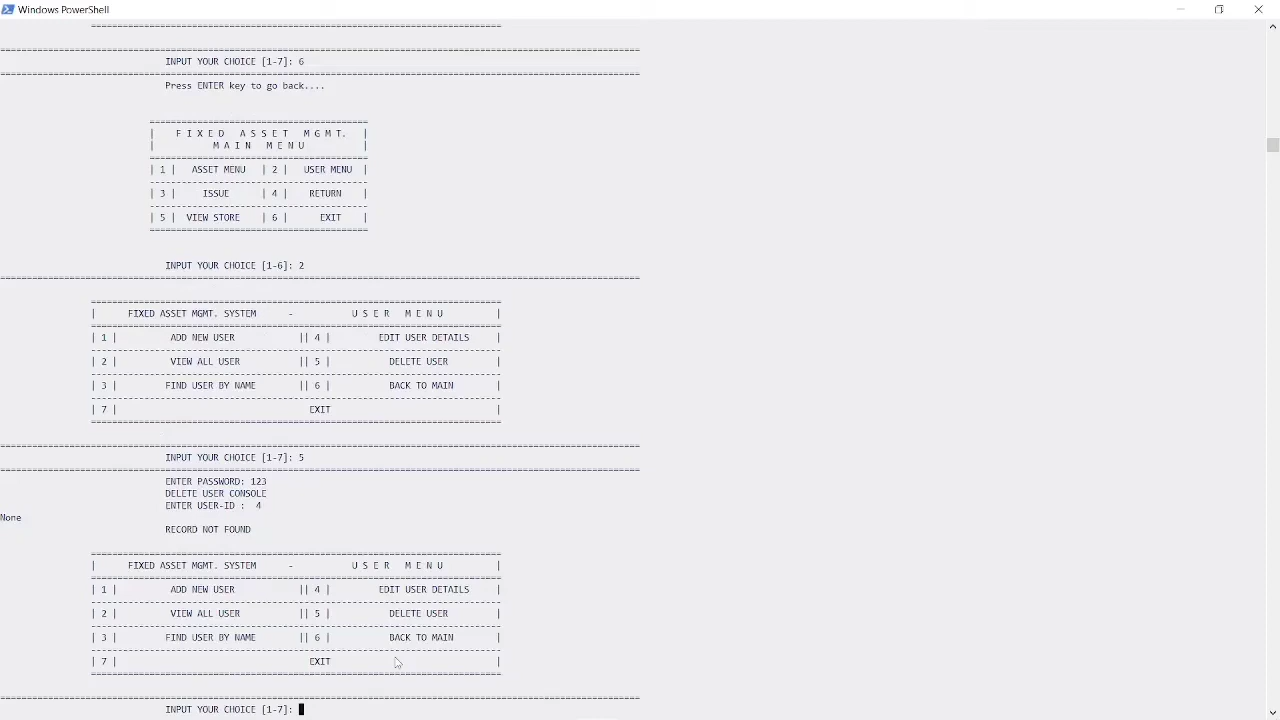 Windows PowerShell
===========================================================================
========================================================================================================================
INPUT YOUR CHOICE [1-7]: 6
========================================================================================================================
Press ENTER key to go back....
=========================================
| F I X E D   A S S E T   M G M T. |
| M A I N   M E N U |
=========================================
| 1 | ASSET MENU | 2 | USER MENU |
-----------------------------------------
| 3 | ISSUE | 4 | RETURN |
-----------------------------------------
| 5 | VIEW STORE | 6 | EXIT |
=========================================
INPUT YOUR CHOICE [1-6]: 2
========================================================================================================================
=============================================================================
| FIXED ASSET MGMT. SYSTEM - U S E R   M E N U |
=============================================================================
| 1 | ADD NEW USER || 4 | EDIT USER DETAILS |
-----------------------------------------------------------------------------
| 2 | VIEW ALL USER || 5 | DELETE USER |
-----------------------------------------------------------------------------
| 3 | FIND USER BY NAME || 6 | BACK TO MAIN |
-----------------------------------------------------------------------------
| 7 | EXIT |
=============================================================================
========================================================================================================================
INPUT YOUR CHOICE [1-7]: 5
========================================================================================================================
ENTER PASSWORD: 123
DELETE USER CONSOLE
ENTER USER-ID :  4
None
RECORD NOT FOUND
=============================================================================
| FIXED ASSET MGMT. SYSTEM - U S E R   M E N U |
=============================================================================
| 1 | ADD NEW USER || 4 | EDIT USER DETAILS |
-----------------------------------------------------------------------------
| 2 | VIEW ALL USER || 5 | DELETE USER |
-----------------------------------------------------------------------------
| 3 | FIND USER BY NAME || 6 | BACK TO MAIN |
-----------------------------------------------------------------------------
| 7 | EXIT |
=============================================================================
========================================================================================================================
INPUT YOUR CHOICE [1-7]: